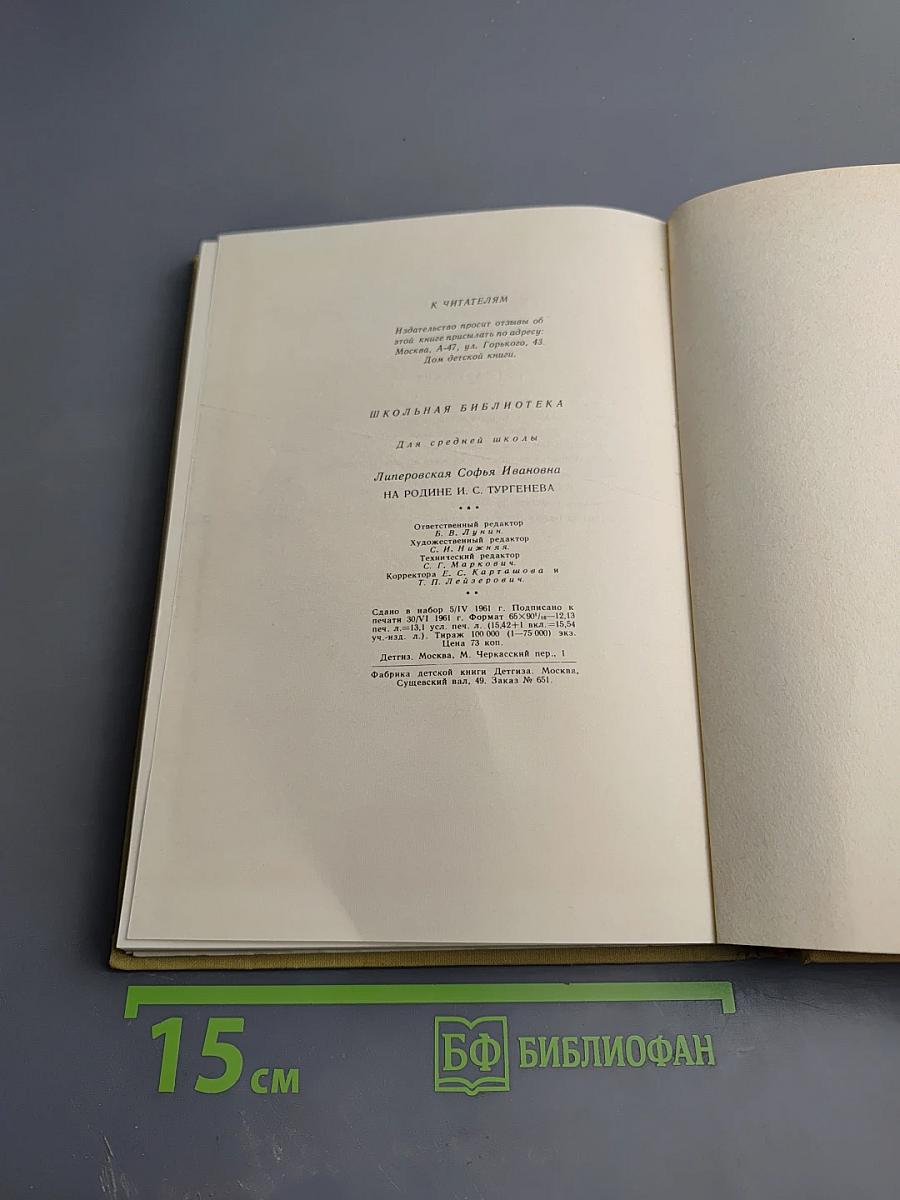 К ЧИТАТЕЛЯМ
Издательство просит отзывы об
этой книге присылать по адресу:
Москва, А-47, ул. Горького, 43.
Дом детской книги.
ШКОЛЬНАЯ БИБЛИОТЕКА
Для средней школы
Липеровская Софья Ивановна
НА РОДИНЕ И. С. ТУРГЕНЕВА
Ответственный редактор
Б. В. Лунин.
Художественный редактор
С. И. Нижняя.
Технический редактор
С. Г. Маркович.
Корректора Е. С. Карташова и
Т. П. Лейзерович.
Сдано в набор 5/IV 1961 г. Подписано к
печати 30/VI 1961 г. Формат 65×90¹/₁₆—12,13
печ. л.=13,1 усл. печ. л. (15,42+1 вкл.=15,54
уч.-изд. л.). Тираж 100 000 (1—75 000) экз.
Цена 73 коп.
Детгиз. Москва, М. Черкасский пер., 1
Фабрика детской книги Детгиза. Москва,
Сущевский вал, 49. Заказ № 651.
15 см
БФ БИБЛИОФАН